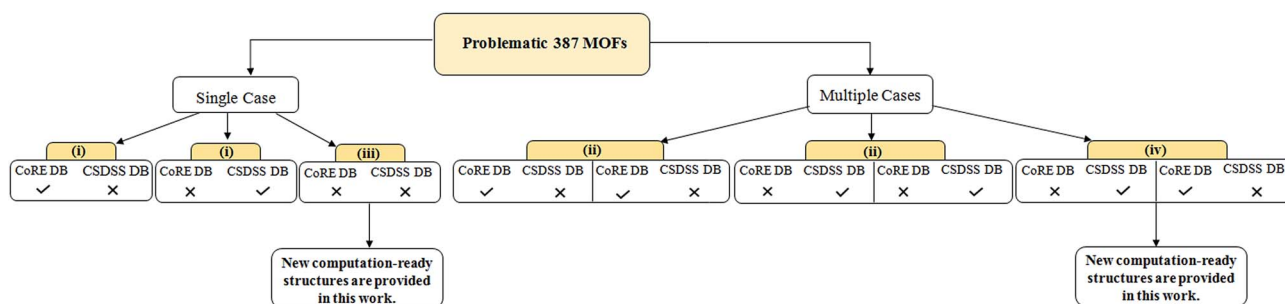 Problematic 387 MOFs
Single Case
Multiple Cases
(i)
(i)
(iii)
(ii)
(ii)
(iv)
CoRE DB CSDSS DB
CoRE DB CSDSS DB
CoRE DB CSDSS DB
CoRE DB CSDSS DB CoRE DB CSDSS DB
CoRE DB CSDSS DB CoRE DB CSDSS DB
CoRE DB CSDSS DB CoRE DB CSDSS DB
✓ ×
× ✓
× ×
✓ × ✓ ×
× ✓ × ✓
× ✓ ✓ ×
New computation-ready
structures are provided
in this work.
New computation-ready
structures are provided
in this work.